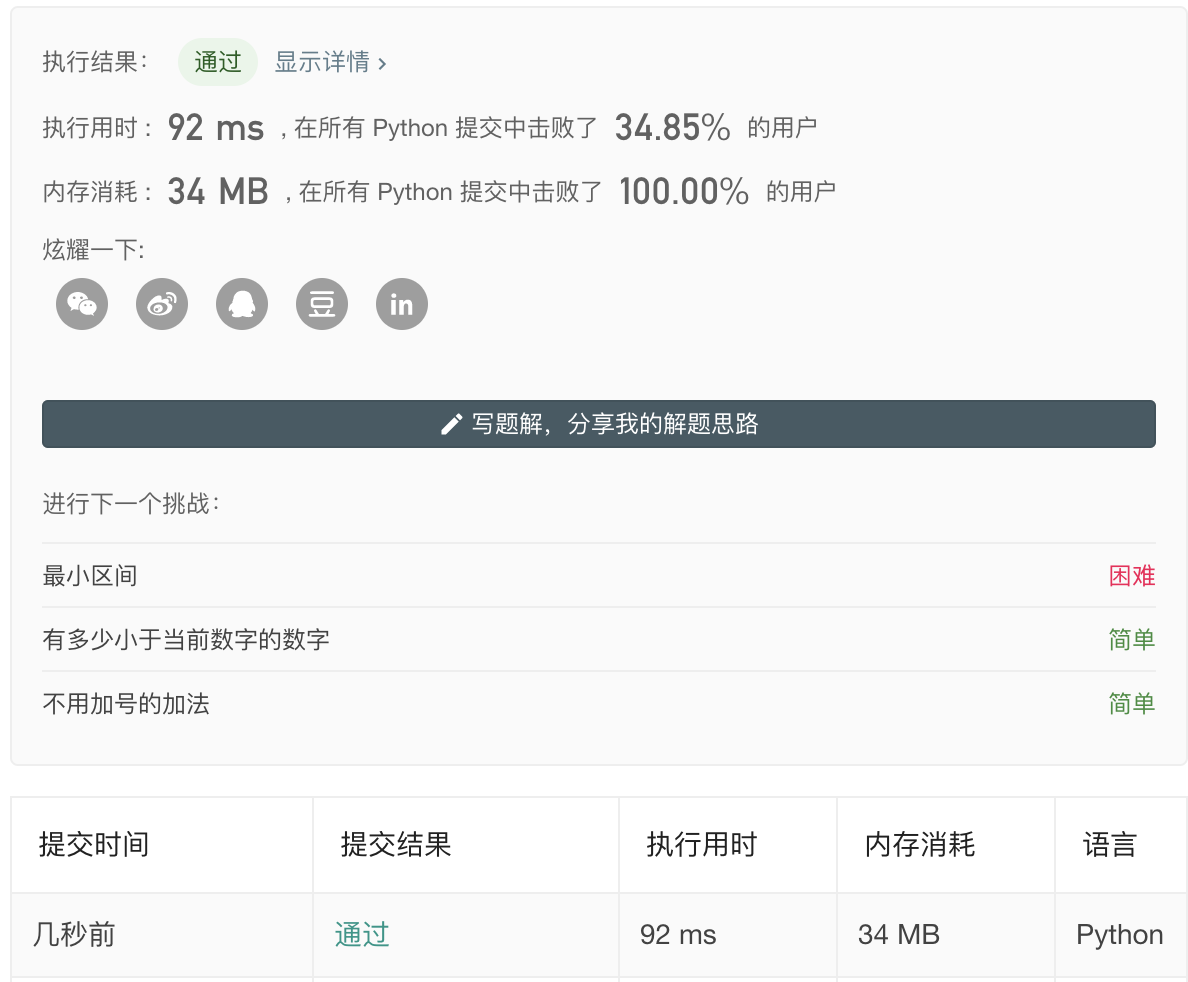 执行结果： 通过 显示详情 ›
执行用时 : 92 ms , 在所有 Python 提交中击败了 34.85% 的用户
内存消耗 : 34 MB , 在所有 Python 提交中击败了 100.00% 的用户
炫耀一下:
豆 in
写题解，分享我的解题思路
进行下一个挑战：
最小区间 困难
有多少小于当前数字的数字 简单
不用加号的加法 简单
提交时间 提交结果 执行用时 内存消耗 语言
几秒前 通过 92 ms 34 MB Python